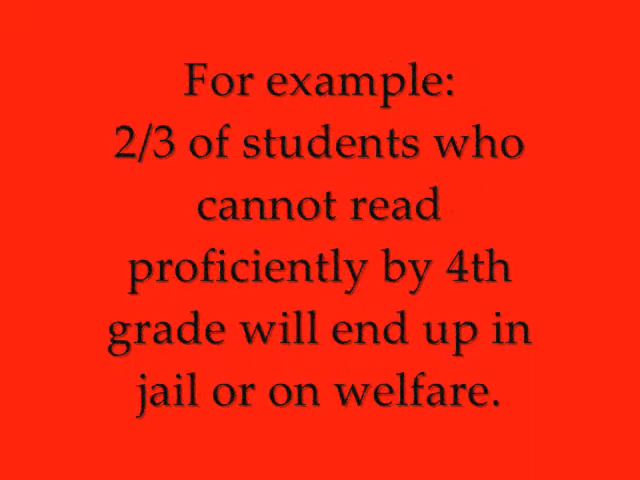 For example:
2/3 of students who
cannot read
proficiently by 4th
grade will end up in
jail or on welfare.